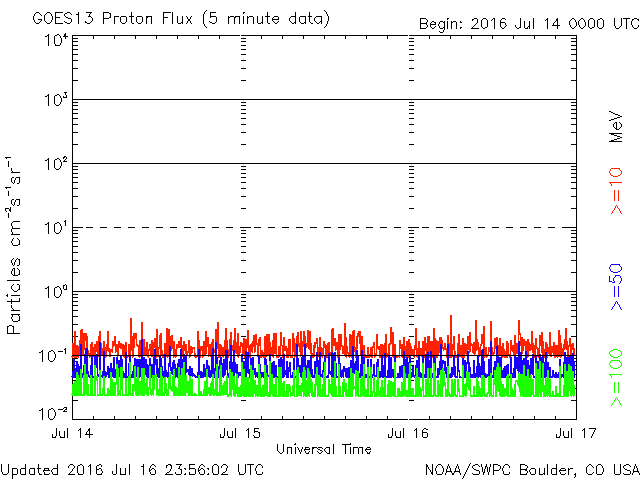 GOES13 Proton Flux (5 minute data)
Begin: 2016 Jul 14 0000 UTC
Particles cm⁻²s⁻¹sr⁻¹
10⁴
10³
10²
10¹
10⁰
10⁻¹
10⁻²
Jul 14
Jul 15
Jul 16
Jul 17
Universal Time
MeV
>=10
>=50
>=100
Updated 2016 Jul 16 23:56:02 UTC
NOAA/SWPC Boulder, CO USA